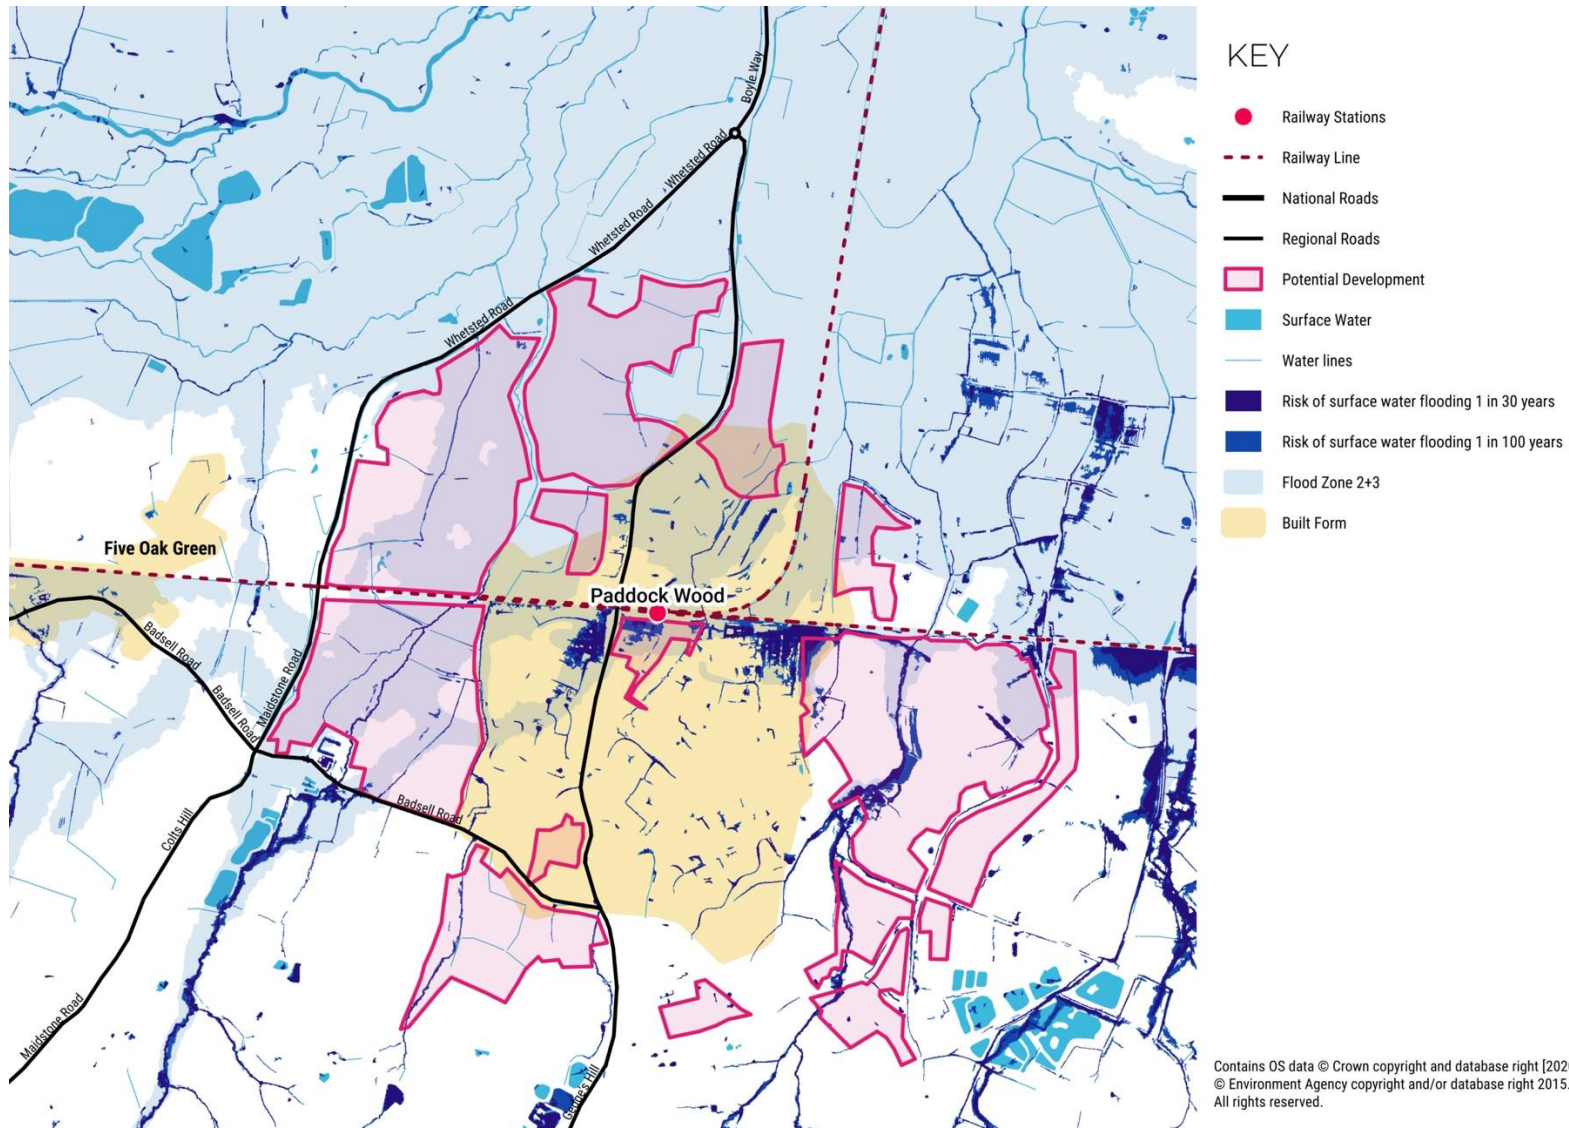 KEY
Railway Stations
Railway Line
National Roads
Regional Roads
Potential Development
Surface Water
Water lines
Risk of surface water flooding 1 in 30 years
Risk of surface water flooding 1 in 100 years
Flood Zone 2+3
Built Form
Boyle Way
Whetsted Road
Whetsted Road
Whetsted Road
Five Oak Green
Paddock Wood
Badsell Road
Badsell Road
Maidstone Road
Badsell Road
Colts Hill
Maidstone Road
Gedge's Hill
Contains OS data © Crown copyright and database right [202
© Environment Agency copyright and/or database right 2015.
All rights reserved.